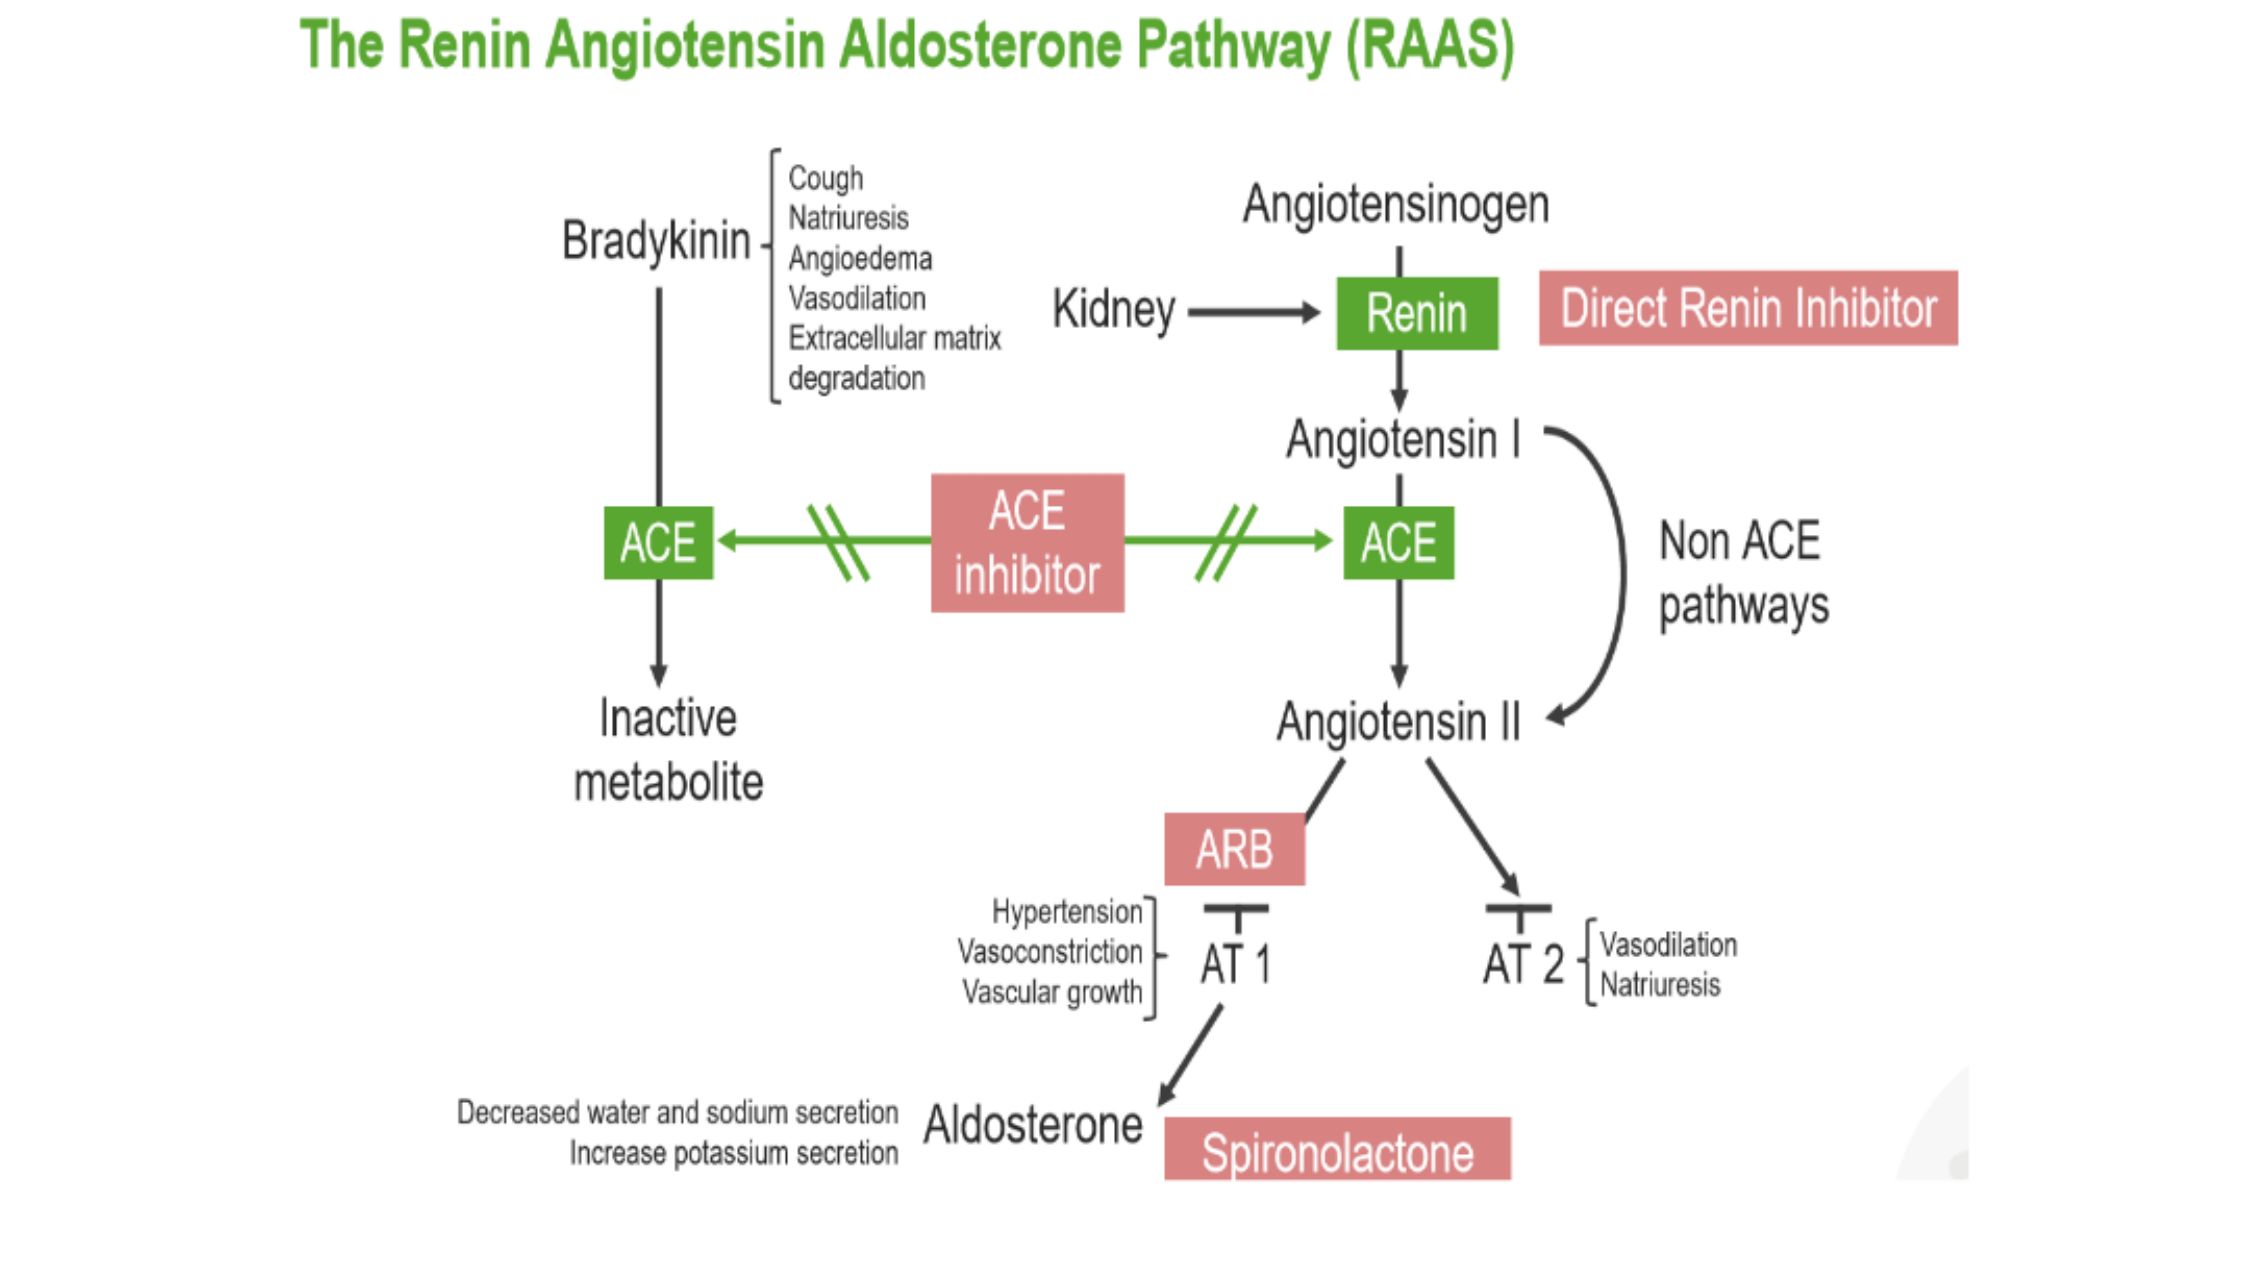 The Renin Angiotensin Aldosterone Pathway (RAAS)
Bradykinin
Cough
Natriuresis
Angioedema
Vasodilation
Extracellular matrix
degradation
Angiotensinogen
Kidney
Renin
Direct Renin Inhibitor
Angiotensin I
ACE
ACE
inhibitor
ACE
Non ACE
pathways
Inactive
metabolite
Angiotensin II
ARB
Hypertension
Vasoconstriction
Vascular growth
AT 1
AT 2
Vasodilation
Natriuresis
Decreased water and sodium secretion
Increase potassium secretion
Aldosterone
Spironolactone